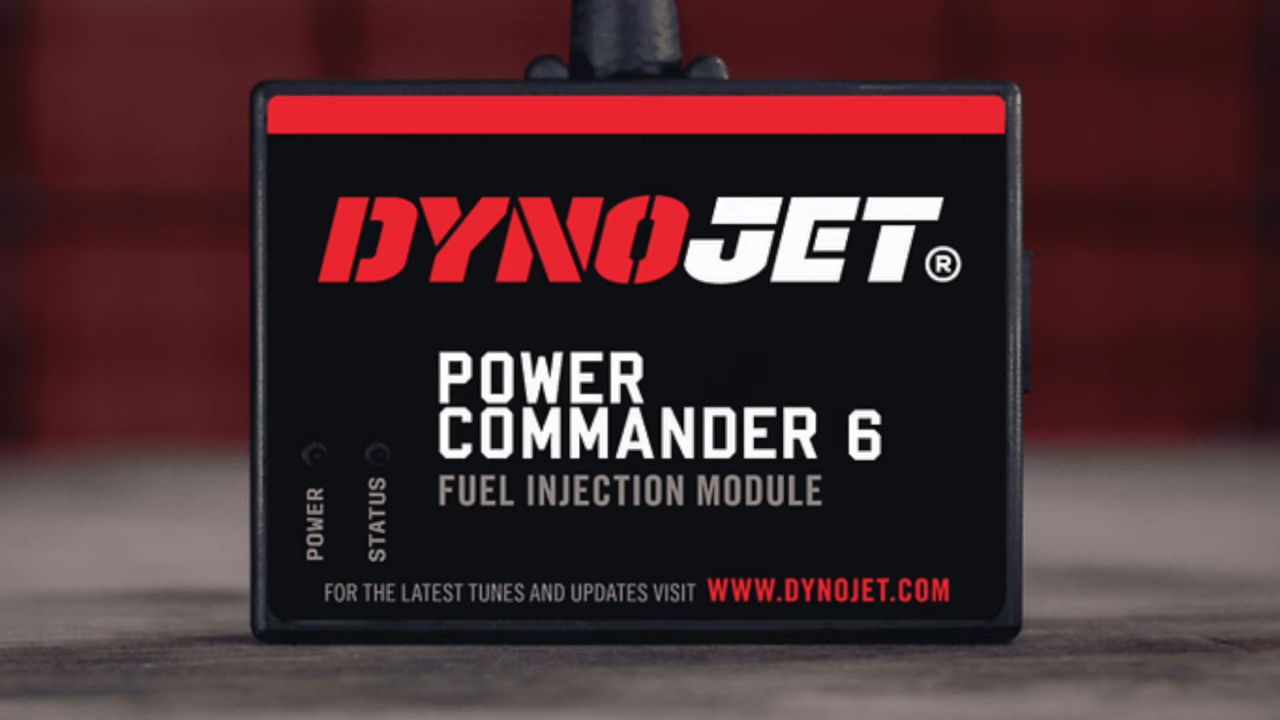 DYNOJET®
POWER
COMMANDER 6
FUEL INJECTION MODULE
POWER
STATUS
FOR THE LATEST TUNES AND UPDATES VISIT WWW.DYNOJET.COM